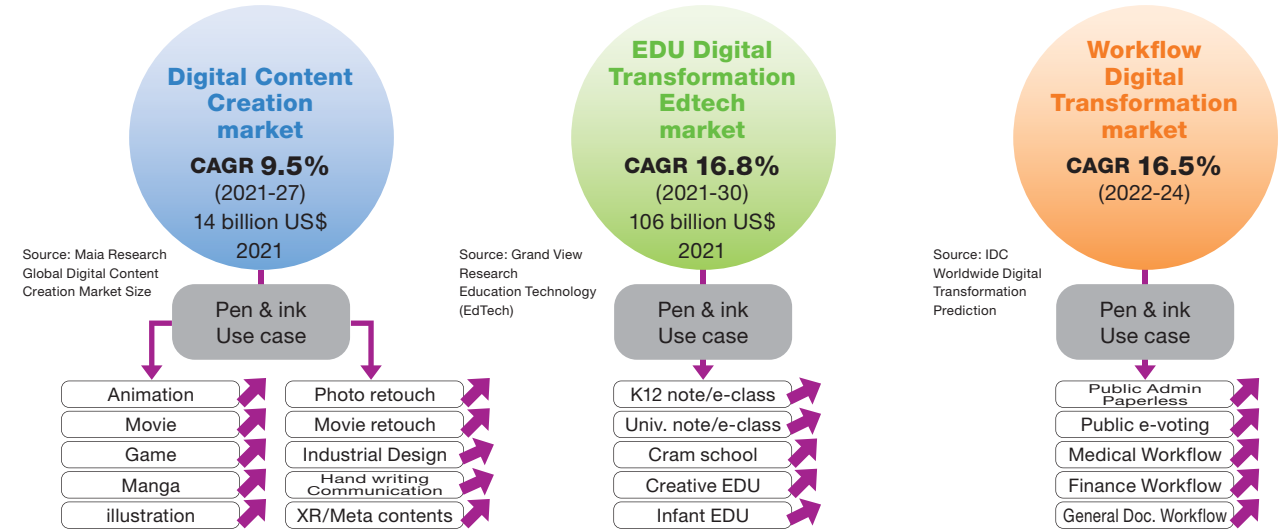 Digital Content
Creation
market
CAGR 9.5%
(2021-27)
14 billion US$
2021
Source: Maia Research
Global Digital Content
Creation Market Size
Pen & ink
Use case
Animation
Movie
Game
Manga
illustration
Photo retouch
Movie retouch
Industrial Design
Hand writing
Communication
XR/Meta contents
EDU Digital
Transformation
Edtech
market
CAGR 16.8%
(2021-30)
106 billion US$
2021
Source: Grand View
Research
Education Technology
(EdTech)
Pen & ink
Use case
K12 note/e-class
Univ. note/e-class
Cram school
Creative EDU
Infant EDU
Workflow
Digital
Transformation
market
CAGR 16.5%
(2022-24)
Source: IDC
Worldwide Digital
Transformation
Prediction
Pen & ink
Use case
Public Admin
Paperless
Public e-voting
Medical Workflow
Finance Workflow
General Doc. Workflow